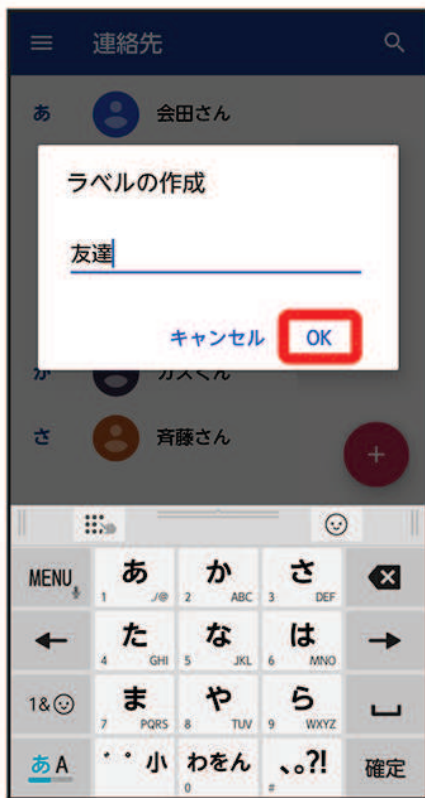 連絡先
あ 会田さん
ラベルの作成
友達
キャンセル OK
か カズくん
さ 斉藤さん
+
MENU あ 1 ./@ か 2 ABC さ 3 DEF
た 4 GHI な 5 JKL は 6 MNO
1& ま 7 PQRS や 8 TUV ら 9 WXYZ
あA ゛゜小 わをん 0 、。?! # 確定